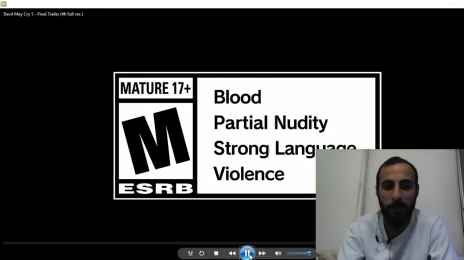 Devil May Cry 5 - Final Trailer (4K full ver.)
MATURE 17+
M
ESRB
Blood
Partial Nudity
Strong Language
Violence